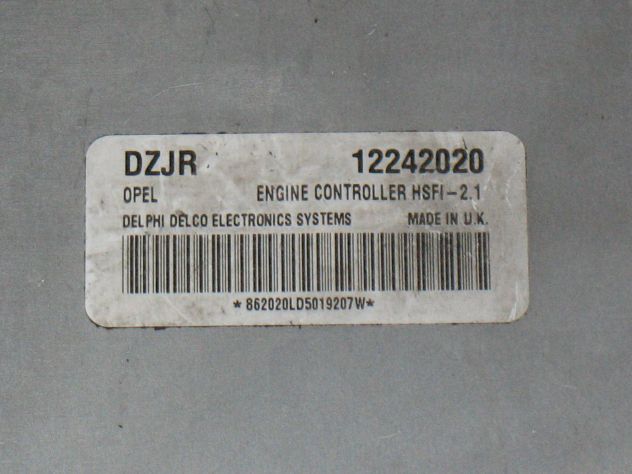 DZJR 12242020
OPEL ENGINE CONTROLLER HSFI-2.1
DELPHI DELCO ELECTRONICS SYSTEMS MADE IN U.K.
*862020LD5019207W*